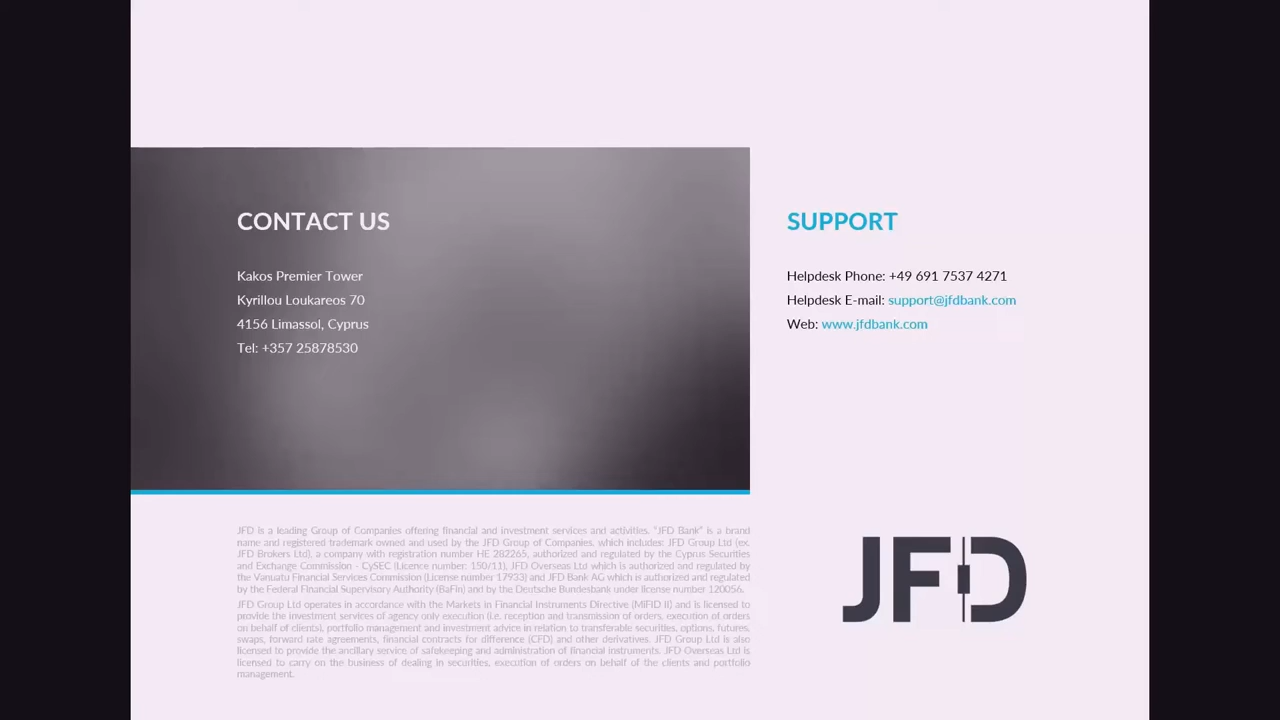 CONTACT US
Kakos Premier Tower
Kyrillou Loukareos 70
4156 Limassol, Cyprus
Tel: +357 25878530
SUPPORT
Helpdesk Phone: +49 691 7537 4271
Helpdesk E-mail: support@jfdbank.com
Web: www.jfdbank.com
JFD is a leading Group of Companies offering financial and investment services and activities. "JFD Bank" is a brand
name and registered trademark owned and used by the JFD Group of Companies, which includes: JFD Group Ltd (ex.
JFD Brokers Ltd), a company with registration number HE 282265, authorized and regulated by the Cyprus Securities
and Exchange Commission - CySEC (Licence number: 150/11), JFD Overseas Ltd which is authorized and regulated by
the Vanuatu Financial Services Commission (License number 17933) and JFD Bank AG which is authorized and regulated
by the Federal Financial Supervisory Authority (BaFin) and by the Deutsche Bundesbank under license number 120056.
JFD Group Ltd operates in accordance with the Markets in Financial Instruments Directive (MiFID II) and is licensed to
provide the investment services of agency only execution (i.e. reception and transmission of orders, execution of orders
on behalf of clients), portfolio management and investment advice in relation to transferable securities, options, futures,
swaps, forward rate agreements, financial contracts for difference (CFD) and other derivatives. JFD Group Ltd is also
licensed to provide the ancillary service of safekeeping and administration of financial instruments. JFD Overseas Ltd is
licensed to carry on the business of dealing in securities, execution of orders on behalf of the clients and portfolio
management.
JFD